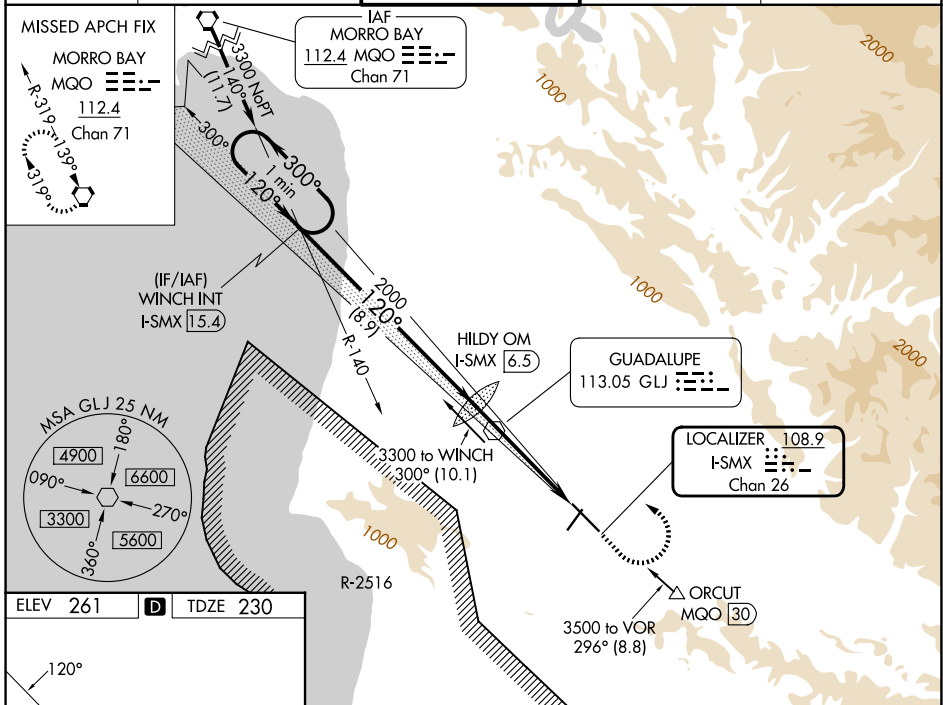 MISSED APCH FIX
MORRO BAY
MQO
112.4
Chan 71
R-319
139°
319°
IAF
MORRO BAY
112.4 MQO
Chan 71
3300 NoPT
140°
(11.7)
300°
300°
1 min
120°
2000
1000
1000
2000
1000
(IF/IAF)
WINCH INT
I-SMX 15.4
2000
120°
(8.9)
R-140
HILDY OM
I-SMX 6.5
GUADALUPE
113.05 GLJ
3300 to WINCH
300° (10.1)
LOCALIZER 108.9
I-SMX
Chan 26
MSA GLJ 25 NM
180°
4900
6600
090°
270°
3300
5600
360°
R-2516
ORCUT
MQO 30
3500 to VOR
296° (8.8)
ELEV 261 D TDZE 230
120°